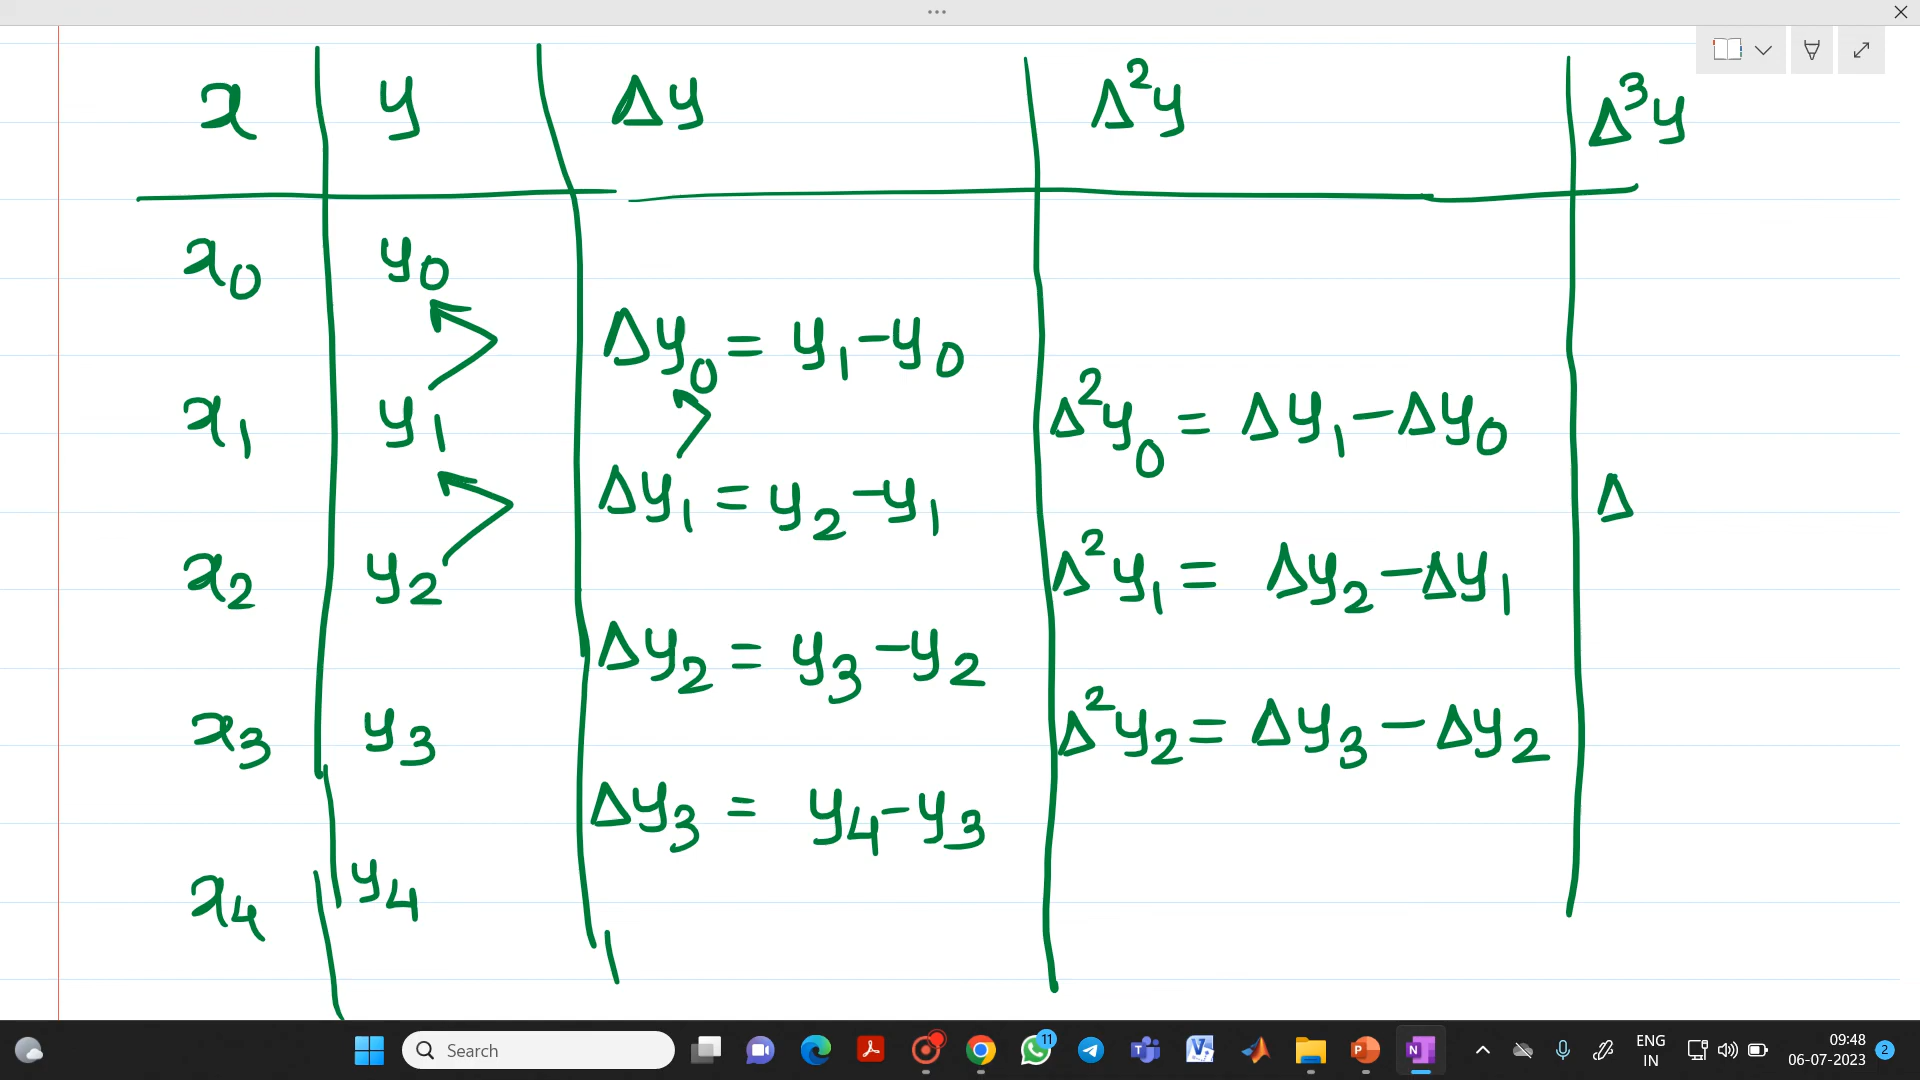 x y Δy Δ²y Δ³y
x₀ y₀
Δy₀ = y₁-y₀
x₁ y₁ Δ²y₀ = Δy₁-Δy₀
Δy₁ = y₂-y₁ Δ
x₂ y₂ Δ²y₁ = Δy₂-Δy₁
Δy₂ = y₃-y₂
x₃ y₃ Δ²y₂ = Δy₃-Δy₂
Δy₃ = y₄-y₃
x₄ y₄
Search
11
ENG
IN
09:48
06-07-2023
2